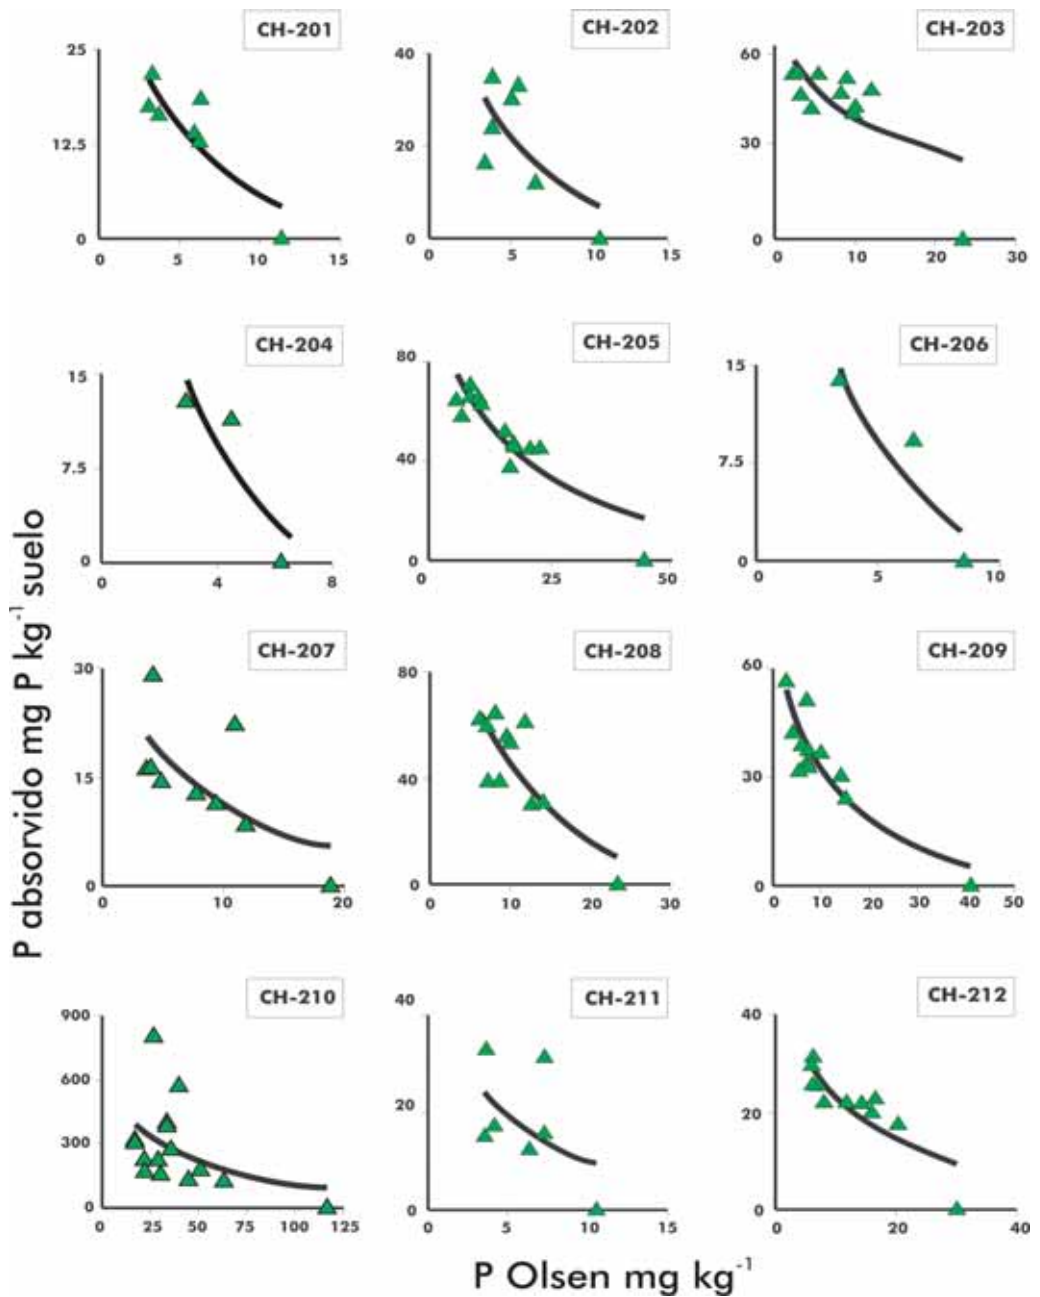 P absorvido mg P kg⁻¹ suelo
CH-201
25
12.5
0
0 5 10 15
CH-202
40
20
0
0 5 10 15
CH-203
60
30
0
0 10 20 30
CH-204
15
7.5
0
0 4 8
CH-205
80
40
0
0 25 50
CH-206
15
7.5
0
0 5 10
CH-207
30
15
0
0 10 20
CH-208
80
40
0
0 10 20 30
CH-209
60
30
0
0 10 20 30 40 50
CH-210
900
600
300
0
0 25 50 75 100 125
CH-211
40
20
0
0 5 10 15
CH-212
40
20
0
0 20 40
P Olsen mg kg⁻¹